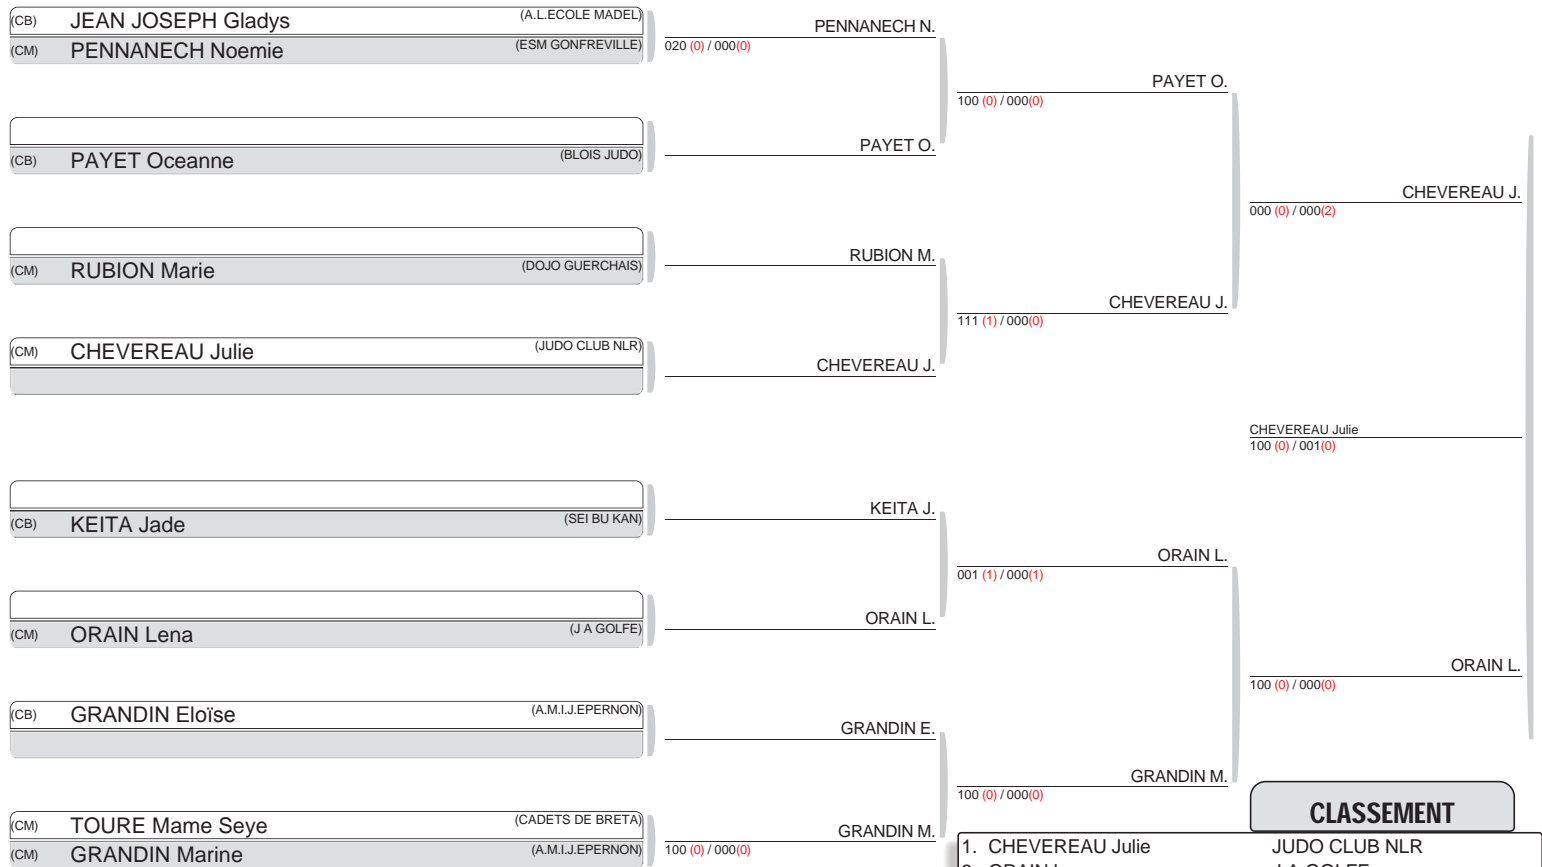 (CB) JEAN JOSEPH Gladys (A.L.ECOLE MADEL)
(CM) PENNANECH Noemie (ESM GONFREVILLE)
(CB) PAYET Oceanne (BLOIS JUDO)
(CM) RUBION Marie (DOJO GUERCHAIS)
(CM) CHEVEREAU Julie (JUDO CLUB NLR)
(CB) KEITA Jade (SEI BU KAN)
(CM) ORAIN Lena (J A GOLFE)
(CB) GRANDIN Eloïse (A.M.I.J.EPERNON)
(CM) TOURE Mame Seye (CADETS DE BRETA)
(CM) GRANDIN Marine (A.M.I.J.EPERNON)
PENNANECH N.
020 (0) / 000(0)
PAYET O.
RUBION M.
CHEVEREAU J.
KEITA J.
ORAIN L.
GRANDIN E.
GRANDIN M.
100 (0) / 000(0)
PAYET O.
100 (0) / 000(0)
CHEVEREAU J.
111 (1) / 000(0)
ORAIN L.
001 (1) / 000(1)
GRANDIN M.
100 (0) / 000(0)
CHEVEREAU J.
000 (0) / 000(2)
CHEVEREAU Julie
100 (0) / 001(0)
ORAIN L.
100 (0) / 000(0)
CLASSEMENT
1. CHEVEREAU Julie JUDO CLUB NLR